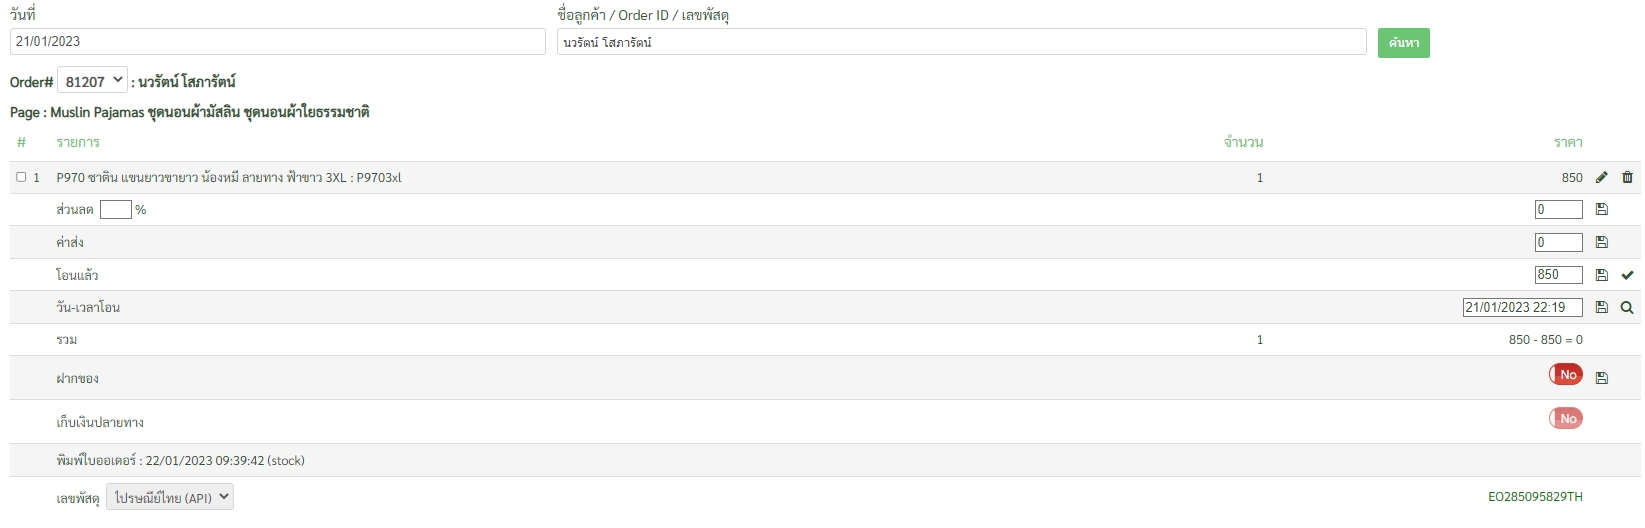 วันที่ ชื่อลูกค้า / Order ID / เลขพัสดุ
21/01/2023 นวรัตน์ โสภารัตน์ ค้นหา
Order# 81207 : นวรัตน์ โสภารัตน์
Page : Muslin Pajamas ชุดนอนผ้ามัสลิน ชุดนอนผ้าใยธรรมชาติ
# รายการ จำนวน ราคา
1 P970 ซาติน แขนยาวขายาว น้องหมี ลายทาง ฟ้าขาว 3XL : P9703xl 1 850
ส่วนลด % 0
ค่าส่ง 0
โอนแล้ว 850
วัน-เวลาโอน 21/01/2023 22:19
รวม 1 850 - 850 = 0
ฝากของ No
เก็บเงินปลายทาง No
พิมพ์ใบออเดอร์ : 22/01/2023 09:39:42 (stock)
เลขพัสดุ ไปรษณีย์ไทย (API) EO285095829TH